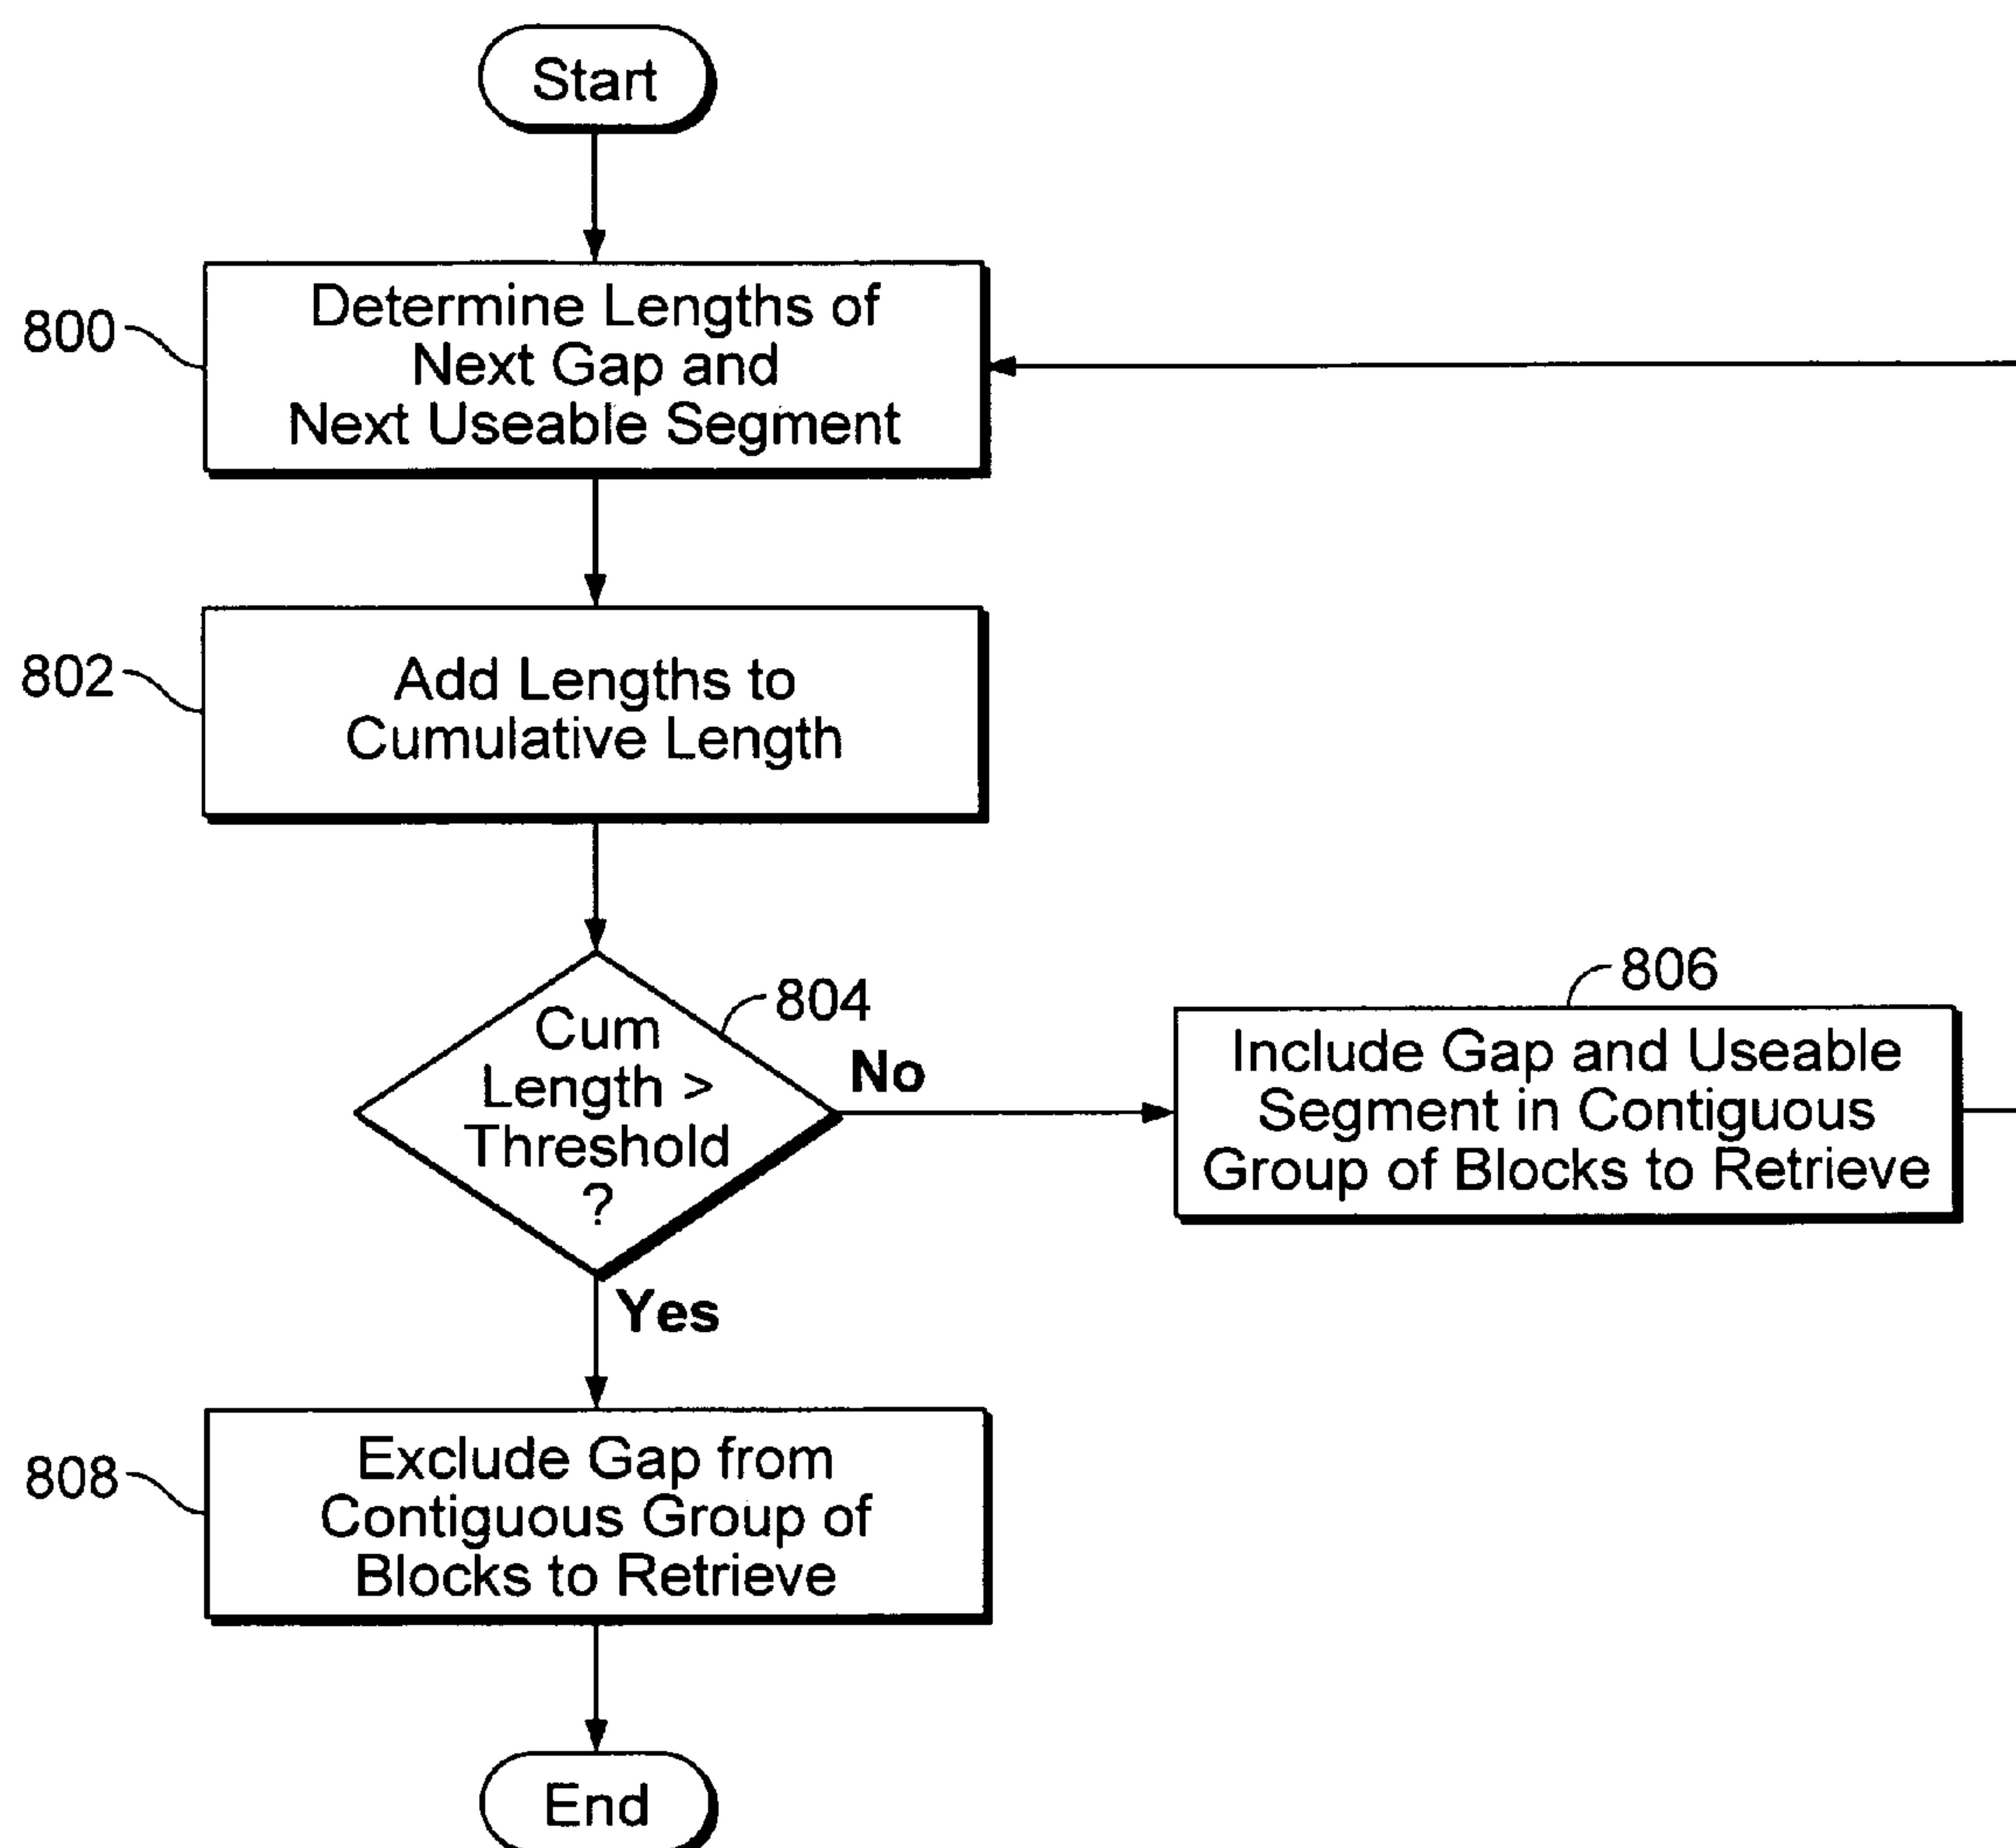 Start
800
Determine Lengths of
Next Gap and
Next Useable Segment
802
Add Lengths to
Cumulative Length
804
Cum
Length >
Threshold
?
No
806
Include Gap and Useable
Segment in Contiguous
Group of Blocks to Retrieve
Yes
808
Exclude Gap from
Contiguous Group of
Blocks to Retrieve
End